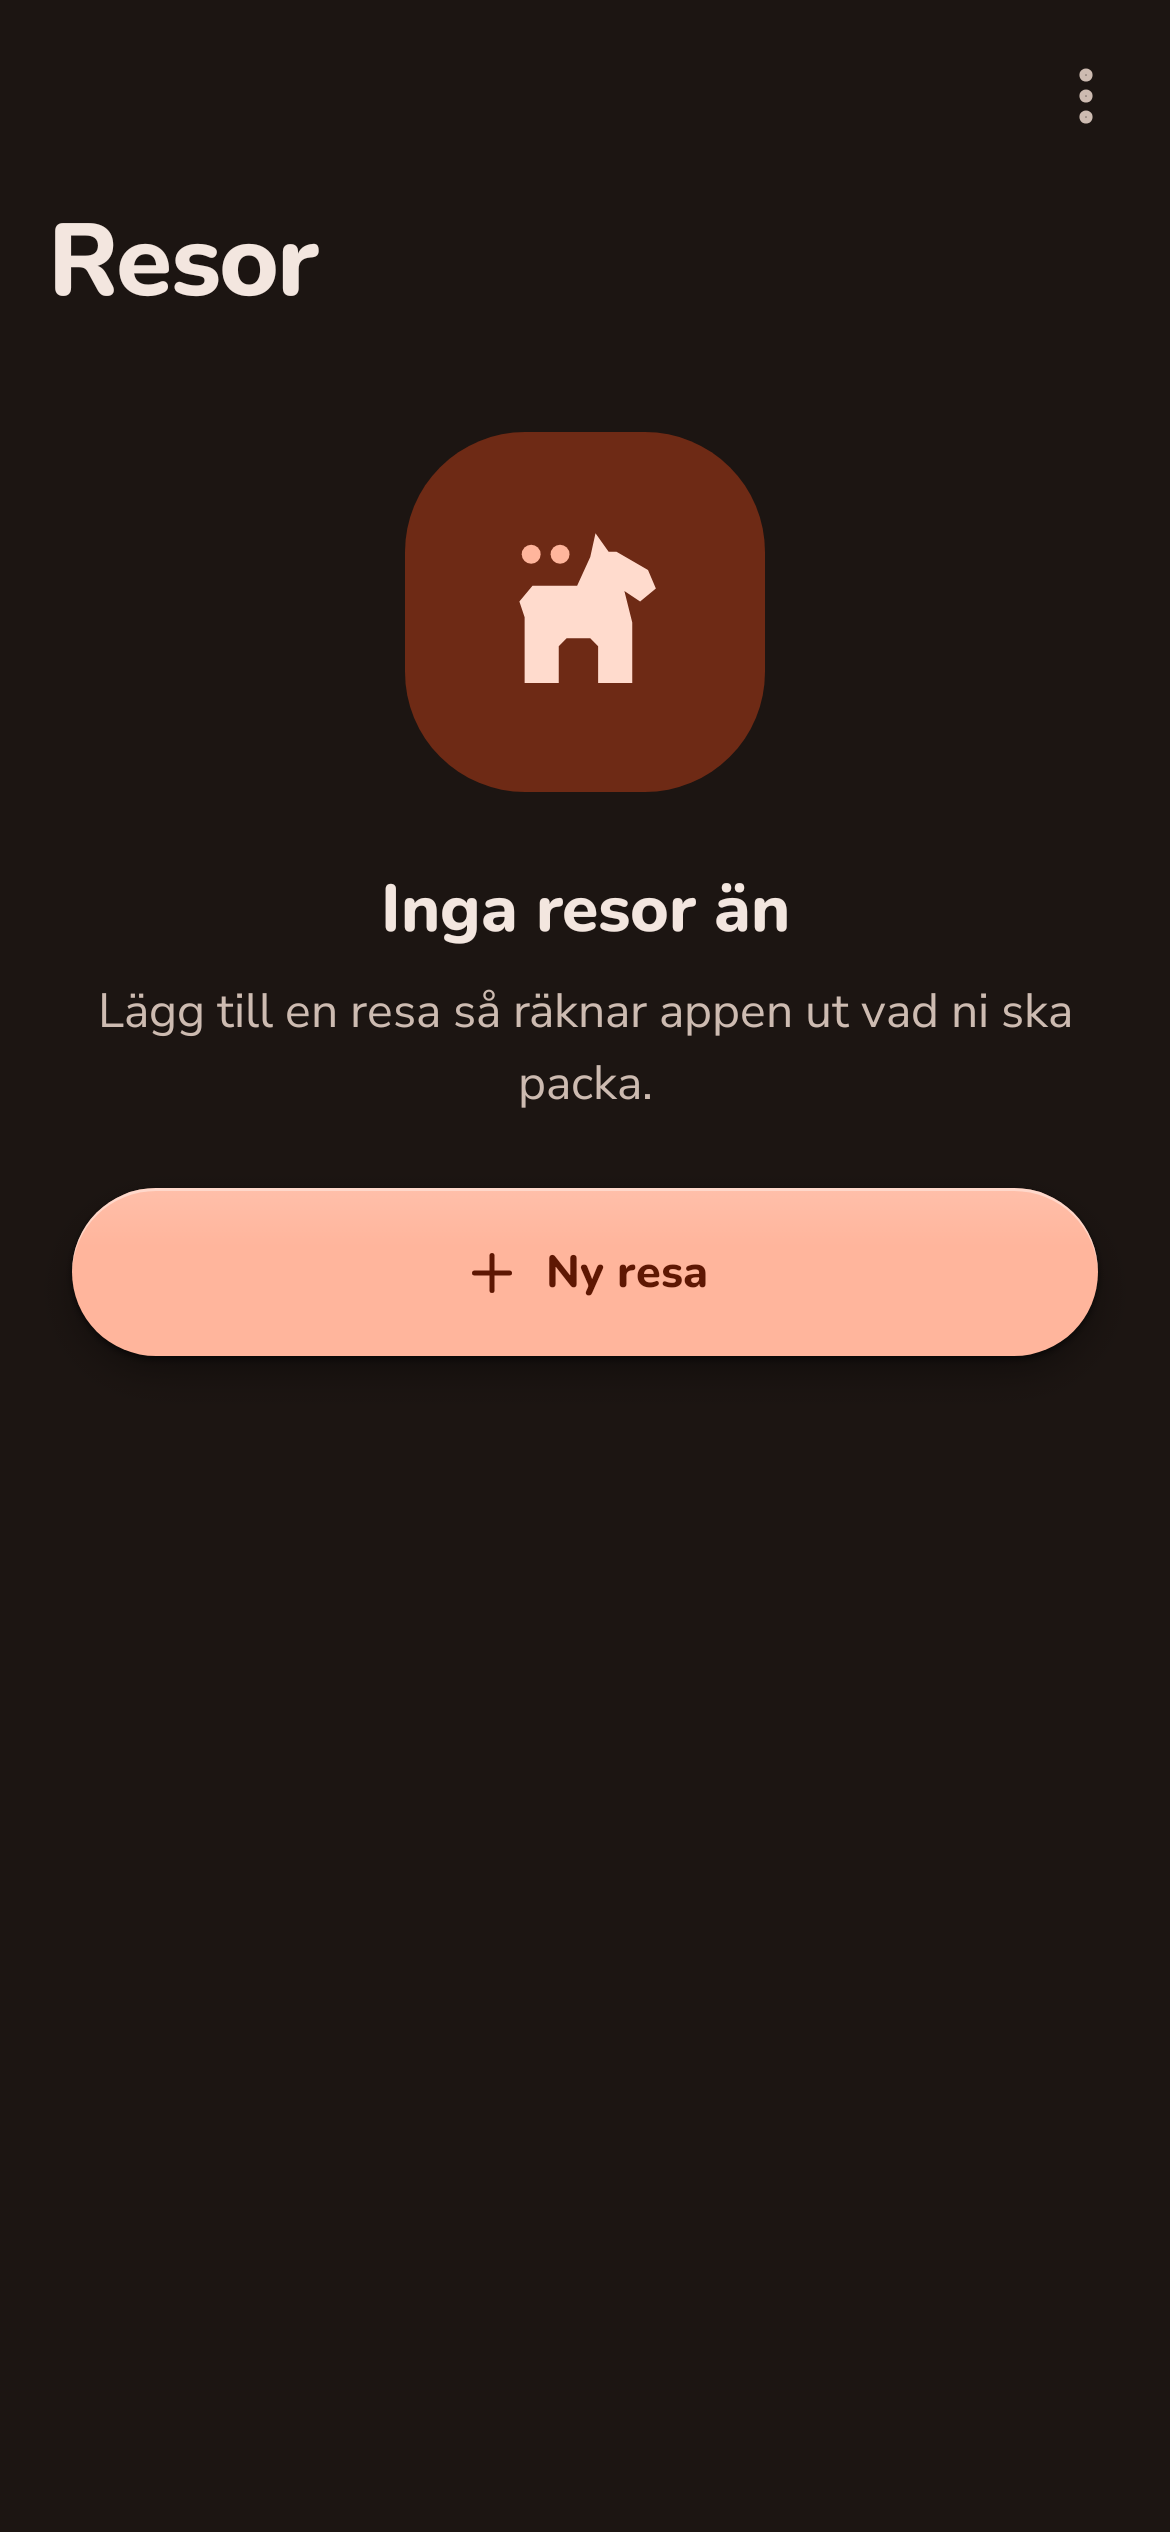 Resor
Inga resor än
Lägg till en resa så räknar appen ut vad ni ska
packa.
Ny resa